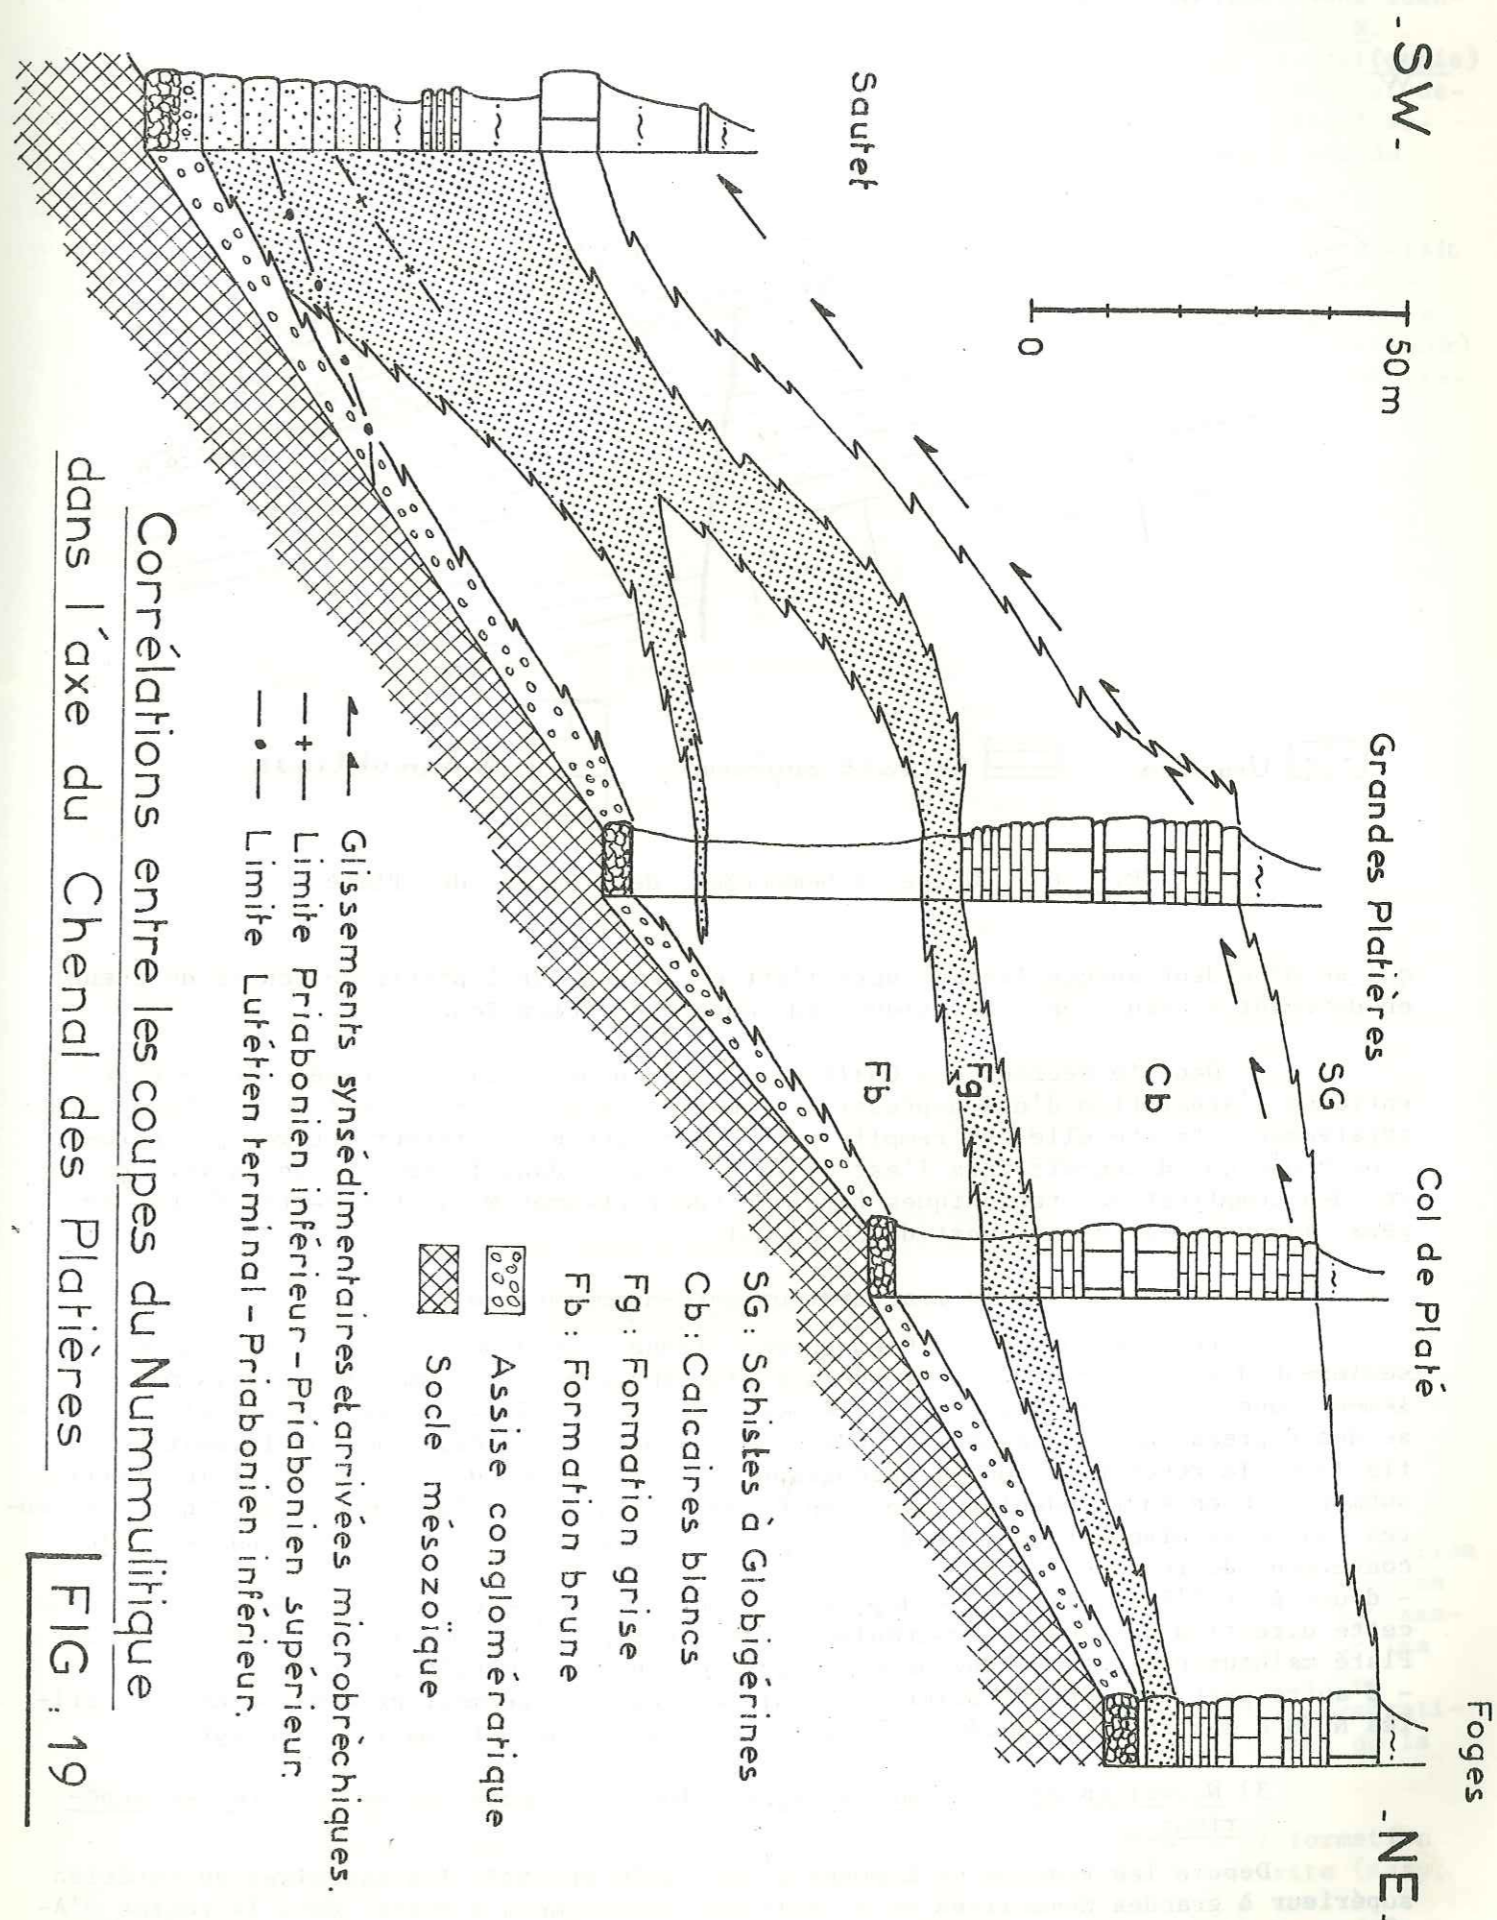 -SW-
-NE-
Sautet
Grandes Platières
Col de Platé
Foges
50 m
0
SG
Cb
Fg
Fb
SG: Schistes à Globigérines
Cb: Calcaires blancs
Fg: Formation grise
Fb: Formation brune
Assise conglomératique
Socle mésozoïque
Glissements synsédimentaires et arrivées microbrèchiques.
Limite Priabonien inférieur-Priabonien supérieur.
Limite Lutétien terminal-Priabonien inférieur.
Corrélations entre les coupes du Nummulitique
dans l'axe du Chenal des Platières
FIG: 19